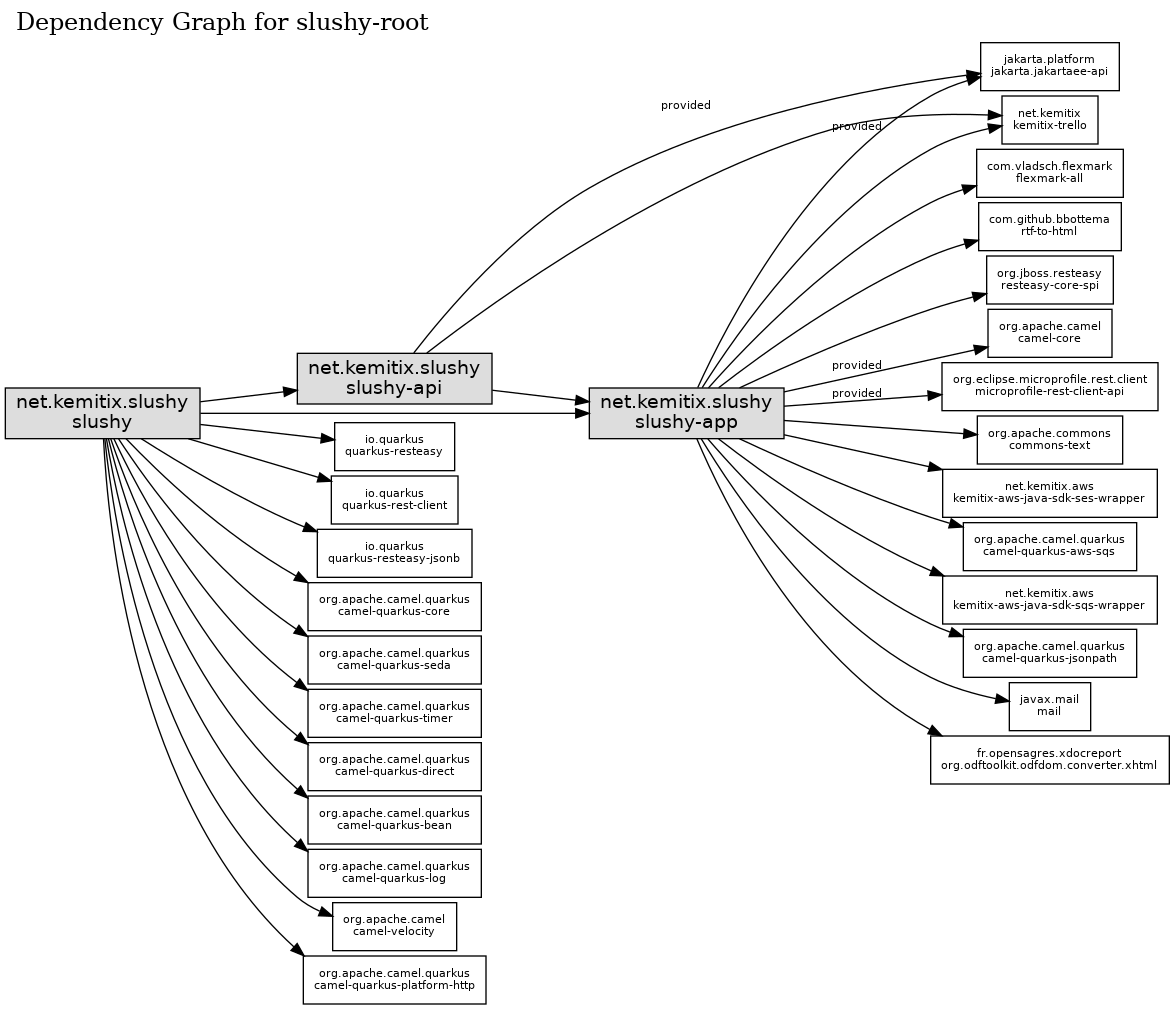 Dependency Graph for slushy-root
jakarta.platform
jakarta.jakartaee-api
provided
net.kemitix
kemitix-trello
provided
com.vladsch.flexmark
flexmark-all
com.github.bbottema
rtf-to-html
org.jboss.resteasy
resteasy-core-spi
org.apache.camel
camel-core
provided
net.kemitix.slushy
slushy-api
org.eclipse.microprofile.rest.client
microprofile-rest-client-api
provided
net.kemitix.slushy
slushy
net.kemitix.slushy
slushy-app
io.quarkus
quarkus-resteasy
org.apache.commons
commons-text
io.quarkus
quarkus-rest-client
net.kemitix.aws
kemitix-aws-java-sdk-ses-wrapper
io.quarkus
quarkus-resteasy-jsonb
org.apache.camel.quarkus
camel-quarkus-aws-sqs
org.apache.camel.quarkus
camel-quarkus-core
net.kemitix.aws
kemitix-aws-java-sdk-sqs-wrapper
org.apache.camel.quarkus
camel-quarkus-seda
org.apache.camel.quarkus
camel-quarkus-jsonpath
org.apache.camel.quarkus
camel-quarkus-timer
javax.mail
mail
org.apache.camel.quarkus
camel-quarkus-direct
fr.opensagres.xdocreport
org.odftoolkit.odfdom.converter.xhtml
org.apache.camel.quarkus
camel-quarkus-bean
org.apache.camel.quarkus
camel-quarkus-log
org.apache.camel
camel-velocity
org.apache.camel.quarkus
camel-quarkus-platform-http